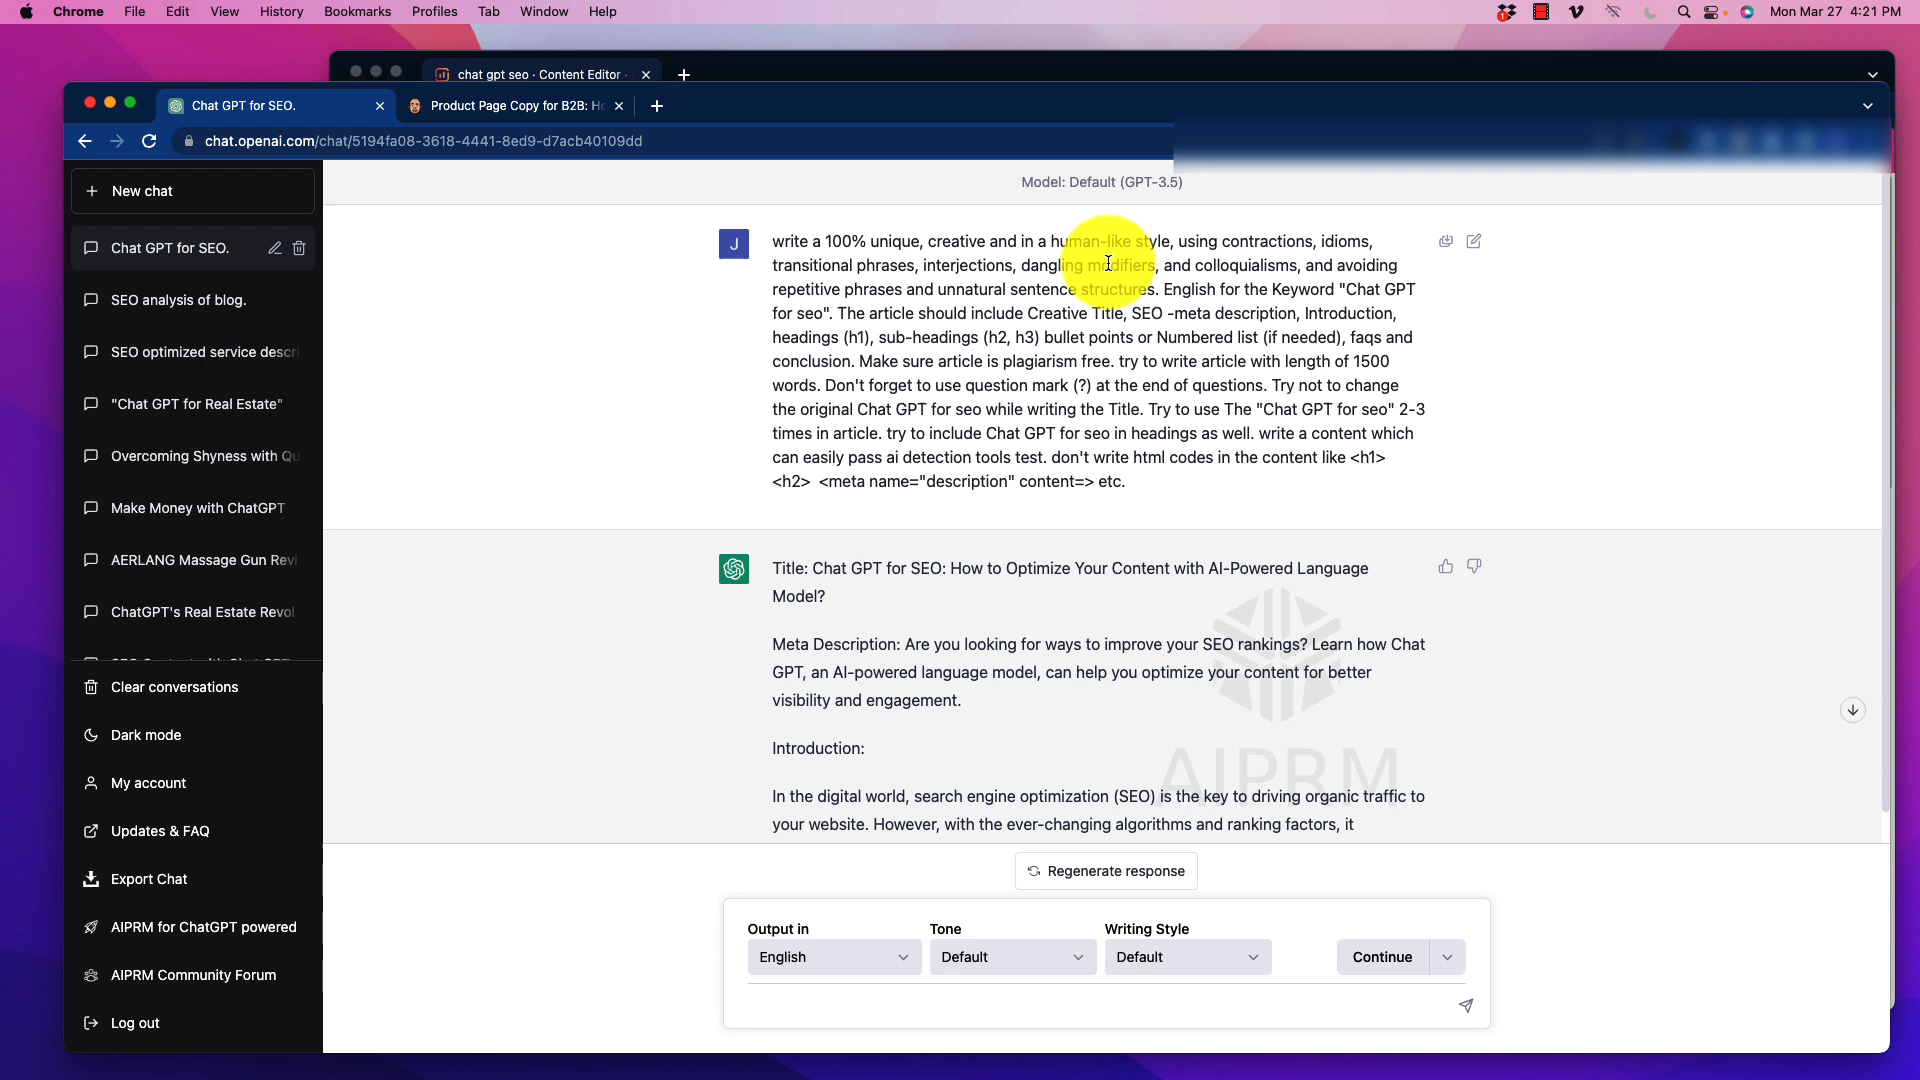 Chrome File Edit View History Bookmarks Profiles Tab Window Help
1
Mon Mar 27 4:21 PM
chat gpt seo · Content Editor ·
Chat GPT for SEO.
Product Page Copy for B2B: Ho
chat.openai.com/chat/5194fa08-3618-4441-8ed9-d7acb40109dd
New chat
Chat GPT for SEO.
SEO analysis of blog.
SEO optimized service descri
"Chat GPT for Real Estate"
Overcoming Shyness with Qu
Make Money with ChatGPT
AERLANG Massage Gun Revi
ChatGPT's Real Estate Revol
Clear conversations
Dark mode
My account
Updates & FAQ
Export Chat
AIPRM for ChatGPT powered
AIPRM Community Forum
Log out
Model: Default (GPT-3.5)
J
write a 100% unique, creative and in a human-like style, using contractions, idioms,
transitional phrases, interjections, dangling modifiers, and colloquialisms, and avoiding
repetitive phrases and unnatural sentence structures. English for the Keyword "Chat GPT
for seo". The article should include Creative Title, SEO -meta description, Introduction,
headings (h1), sub-headings (h2, h3) bullet points or Numbered list (if needed), faqs and
conclusion. Make sure article is plagiarism free. try to write article with length of 1500
words. Don't forget to use question mark (?) at the end of questions. Try not to change
the original Chat GPT for seo while writing the Title. Try to use The "Chat GPT for seo" 2-3
times in article. try to include Chat GPT for seo in headings as well. write a content which
can easily pass ai detection tools test. don't write html codes in the content like <h1>
<h2> <meta name="description" content=> etc.
Title: Chat GPT for SEO: How to Optimize Your Content with AI-Powered Language
Model?
Meta Description: Are you looking for ways to improve your SEO rankings? Learn how Chat
GPT, an AI-powered language model, can help you optimize your content for better
visibility and engagement.
Introduction:
AIPRM
In the digital world, search engine optimization (SEO) is the key to driving organic traffic to
your website. However, with the ever-changing algorithms and ranking factors, it
Regenerate response
Output in Tone Writing Style
English Default Default Continue